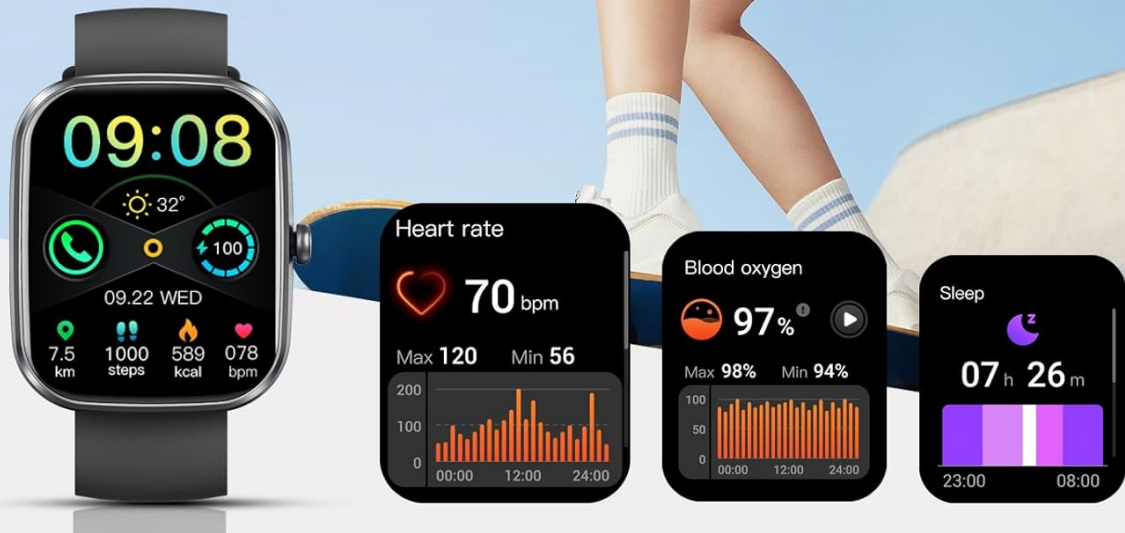 09:08
32°
100
09.22 WED
7.5 1000 589 078
km steps kcal bpm
Heart rate
70 bpm
Max 120 Min 56
200
100
0
00:00 12:00 24:00
Blood oxygen
97%
Max 98% Min 94%
100
50
0
00:00 12:00 24:00
Sleep
z
07 h 26 m
23:00 08:00